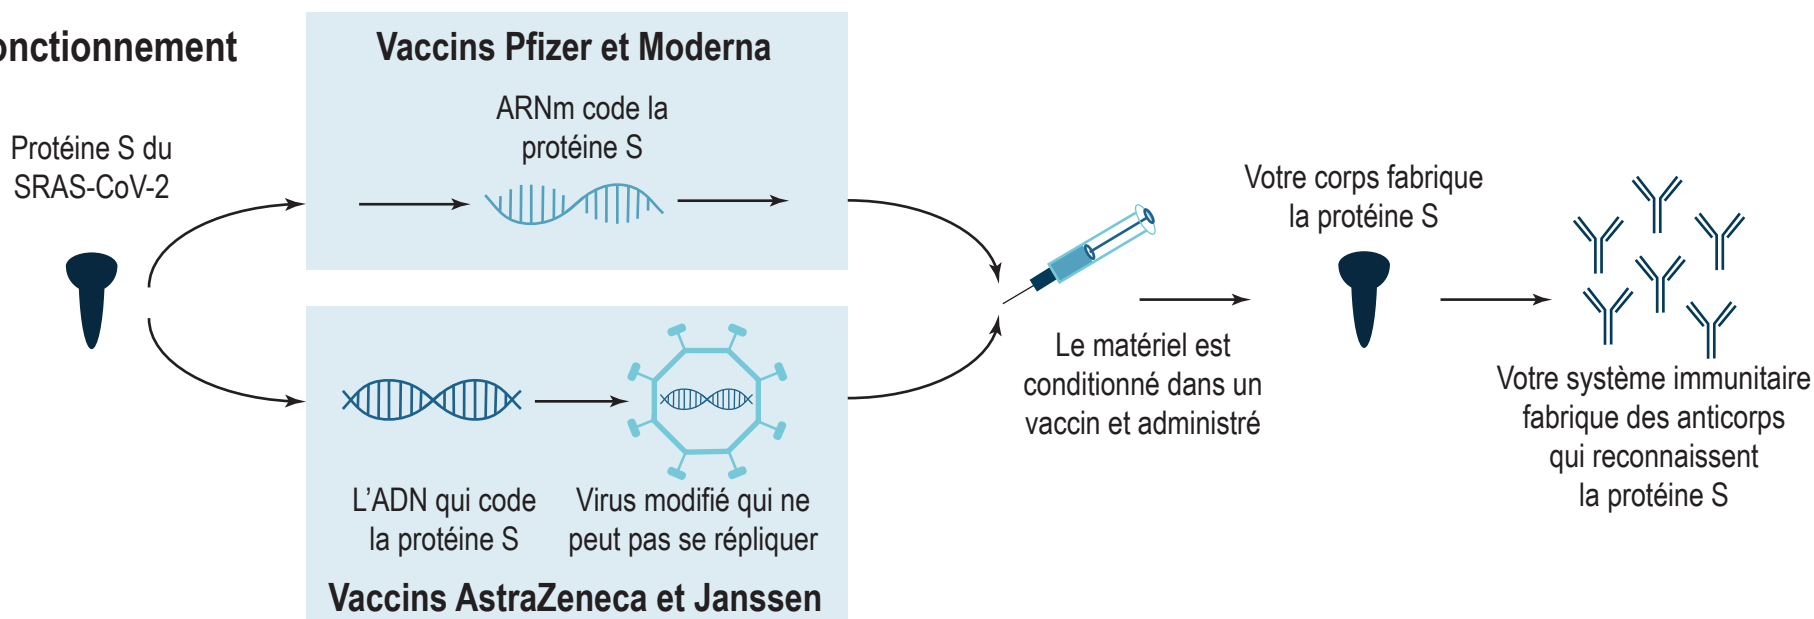 onctionnement
Protéine S du
SRAS-CoV-2
Vaccins Pfizer et Moderna
ARNm code la
protéine S
L’ADN qui code
la protéine S
Virus modifié qui ne
peut pas se répliquer
Vaccins AstraZeneca et Janssen
Le matériel est
conditionné dans un
vaccin et administré
Votre corps fabrique
la protéine S
Votre système immunitaire
fabrique des anticorps
qui reconnaissent
la protéine S